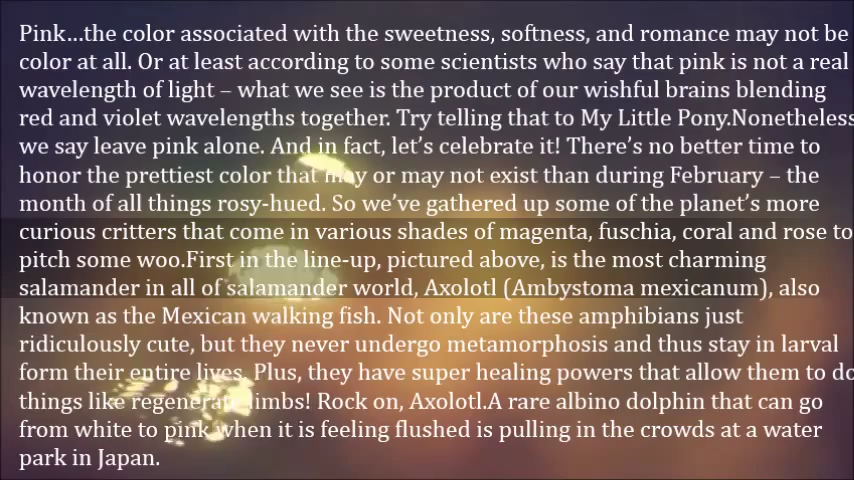 Pink…the color associated with the sweetness, softness, and romance may not be
color at all. Or at least according to some scientists who say that pink is not a real
wavelength of light – what we see is the product of our wishful brains blending
red and violet wavelengths together. Try telling that to My Little Pony.Nonetheless
we say leave pink alone. And in fact, let’s celebrate it! There’s no better time to
honor the prettiest color that may or may not exist than during February – the
month of all things rosy-hued. So we’ve gathered up some of the planet’s more
curious critters that come in various shades of magenta, fuschia, coral and rose to
pitch some woo.First in the line-up, pictured above, is the most charming
salamander in all of salamander world, Axolotl (Ambystoma mexicanum), also
known as the Mexican walking fish. Not only are these amphibians just
ridiculously cute, but they never undergo metamorphosis and thus stay in larval
form their entire lives. Plus, they have super healing powers that allow them to do
things like regenerate limbs! Rock on, Axolotl.A rare albino dolphin that can go
from white to pink when it is feeling flushed is pulling in the crowds at a water
park in Japan.